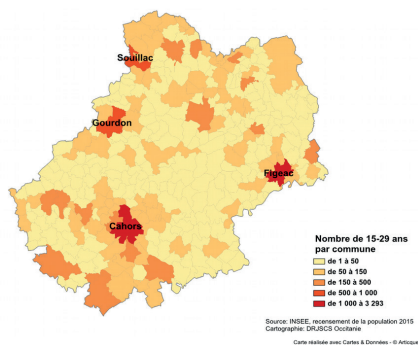 Souillac
Gourdon
Figeac
Cahors
Nombre de 15-29 ans
par commune
de 1 à 50
de 50 à 150
de 150 à 500
de 500 à 1 000
de 1 000 à 3 293
Source: INSEE, recensement de la population 2015
Cartographie: DRJSCS Occitanie
Carte réalisée avec Cartes & Données - © Articque